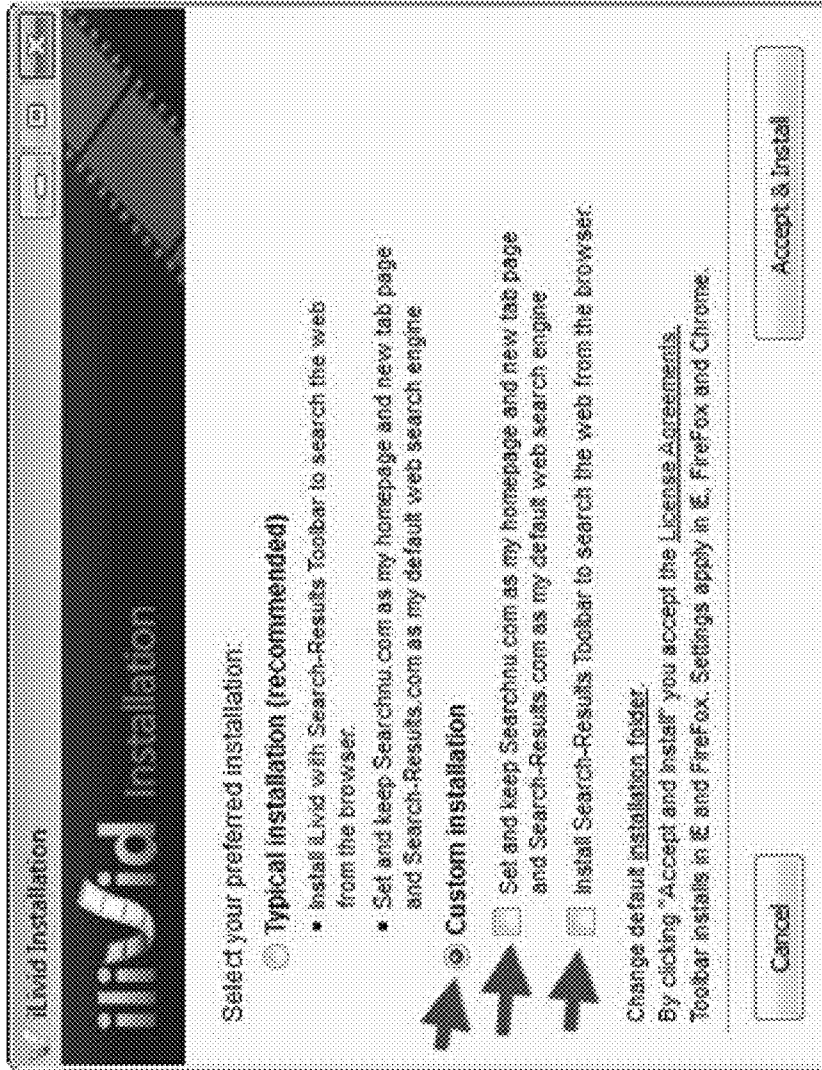 iLivid Installation
iliVid Installation
Select your preferred installation:
Typical installation (recommended)
• Install iLivid with Search-Results Toolbar to search the web
from the browser.
• Set and keep Searchnu.com as my homepage and new tab page
and Search-Results.com as my default web search engine
Custom installation
Set and keep Searchnu.com as my homepage and new tab page
and Search-Results.com as my default web search engine
Install Search-Results Toolbar to search the web from the browser.
Change default installation folder.
By clicking "Accept and Install" you accept the License Agreements.
Toolbar installs in IE and FireFox. Settings apply in IE, FireFox and Chrome.
Cancel
Accept & Install